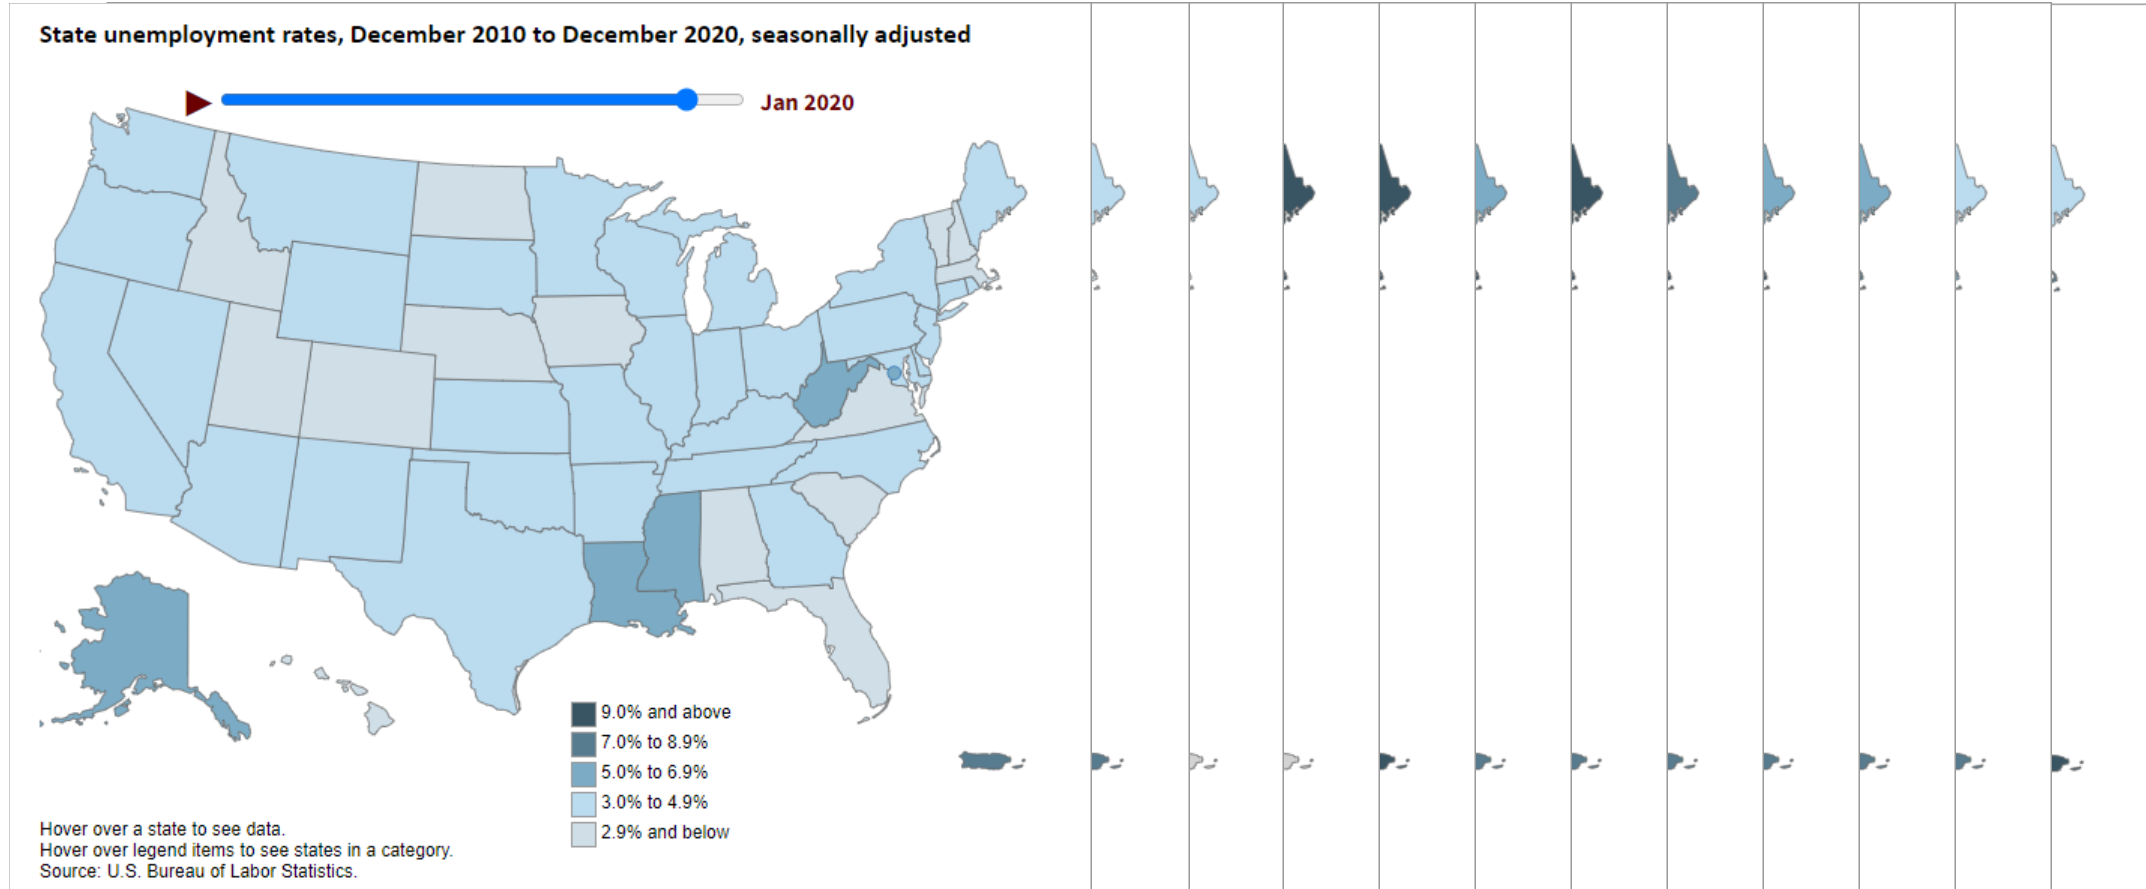 State unemployment rates, December 2010 to December 2020, seasonally adjusted
Jan 2020
9.0% and above
7.0% to 8.9%
5.0% to 6.9%
3.0% to 4.9%
2.9% and below
Hover over a state to see data.
Hover over legend items to see states in a category.
Source: U.S. Bureau of Labor Statistics.